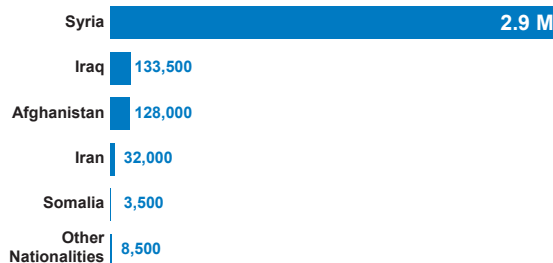 Syria 2.9 M
Iraq 133,500
Afghanistan 128,000
Iran 32,000
Somalia 3,500
Other
Nationalities 8,500